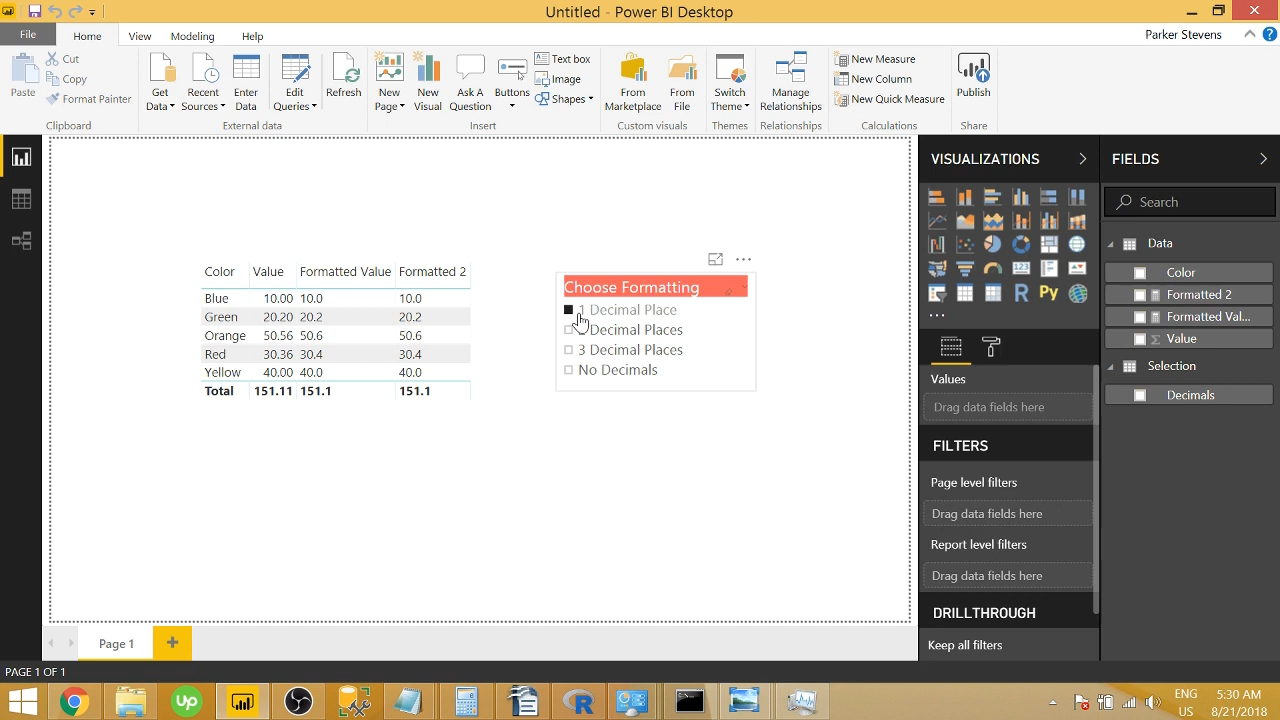 Untitled - Power BI Desktop
File Home View Modeling Help Parker Stevens
Paste Cut Copy Format Painter
Clipboard
Get Data Recent Sources Enter Data Edit Queries Refresh
External data
New Page New Visual Ask A Question Buttons Text box Image Shapes
Insert
From Marketplace From File
Custom visuals
Switch Theme
Themes
Manage Relationships
Relationships
New Measure New Column New Quick Measure
Calculations
Publish
Share
Color Value Formatted Value Formatted 2
Blue 10.00 10.0 10.0
Green 20.20 20.2 20.2
Orange 50.56 50.6 50.6
Red 30.36 30.4 30.4
Yellow 40.00 40.0 40.0
Total 151.11 151.1 151.1
Choose Formatting
1 Decimal Place
Decimal Places
3 Decimal Places
No Decimals
VISUALIZATIONS
R Py
Values
Drag data fields here
FILTERS
Page level filters
Drag data fields here
Report level filters
Drag data fields here
DRILLTHROUGH
Keep all filters
FIELDS
Search
Data
Color
Formatted 2
Formatted Val...
Value
Selection
Decimals
Page 1
PAGE 1 OF 1
ENG US
5:30 AM
8/21/2018